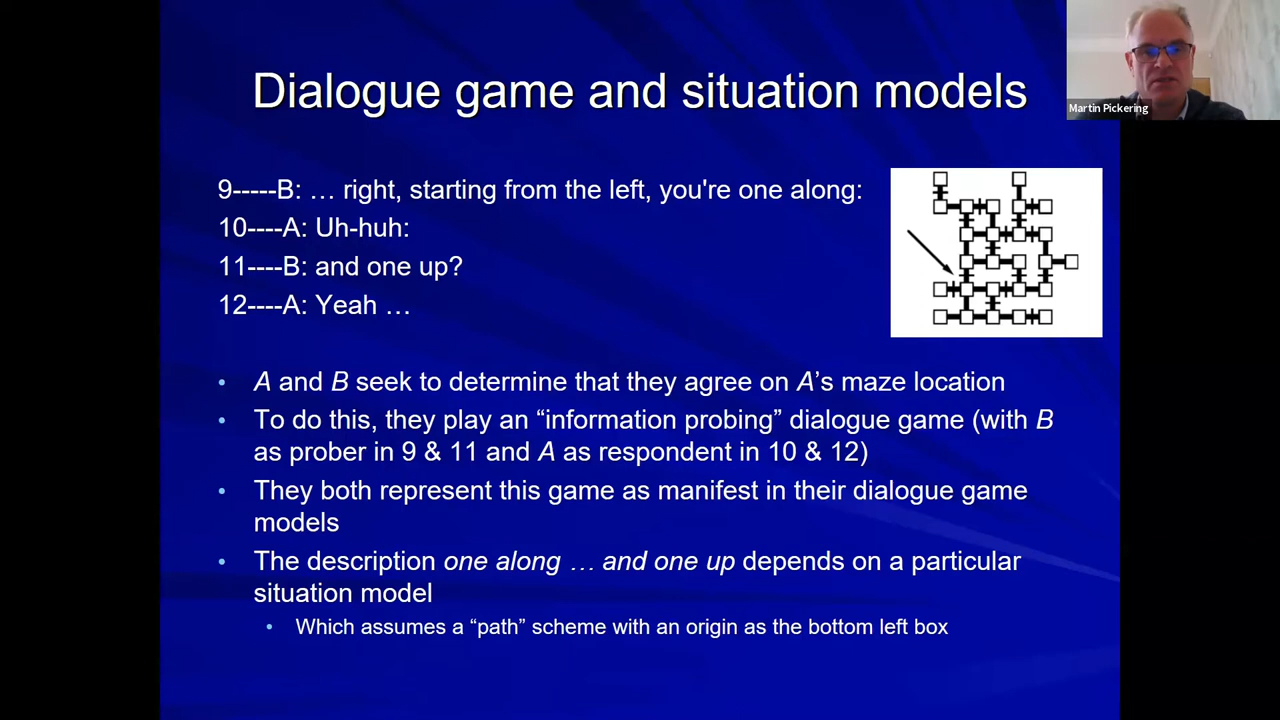 Dialogue game and situation models
Martin Pickering
9-----B: … right, starting from the left, you're one along:
10----A: Uh-huh:
11----B: and one up?
12----A: Yeah …
• A and B seek to determine that they agree on A’s maze location
• To do this, they play an “information probing” dialogue game (with B
as prober in 9 & 11 and A as respondent in 10 & 12)
• They both represent this game as manifest in their dialogue game
models
• The description one along … and one up depends on a particular
situation model
• Which assumes a “path” scheme with an origin as the bottom left box